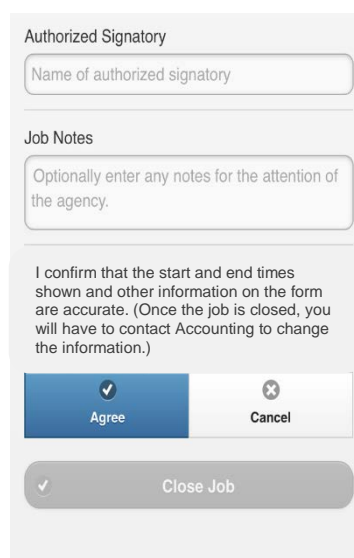 Authorized Signatory
Name of authorized signatory
Job Notes
Optionally enter any notes for the attention of
the agency.
I confirm that the start and end times
shown and other information on the form
are accurate. (Once the job is closed, you
will have to contact Accounting to change
the information.)
Agree
Cancel
Close Job